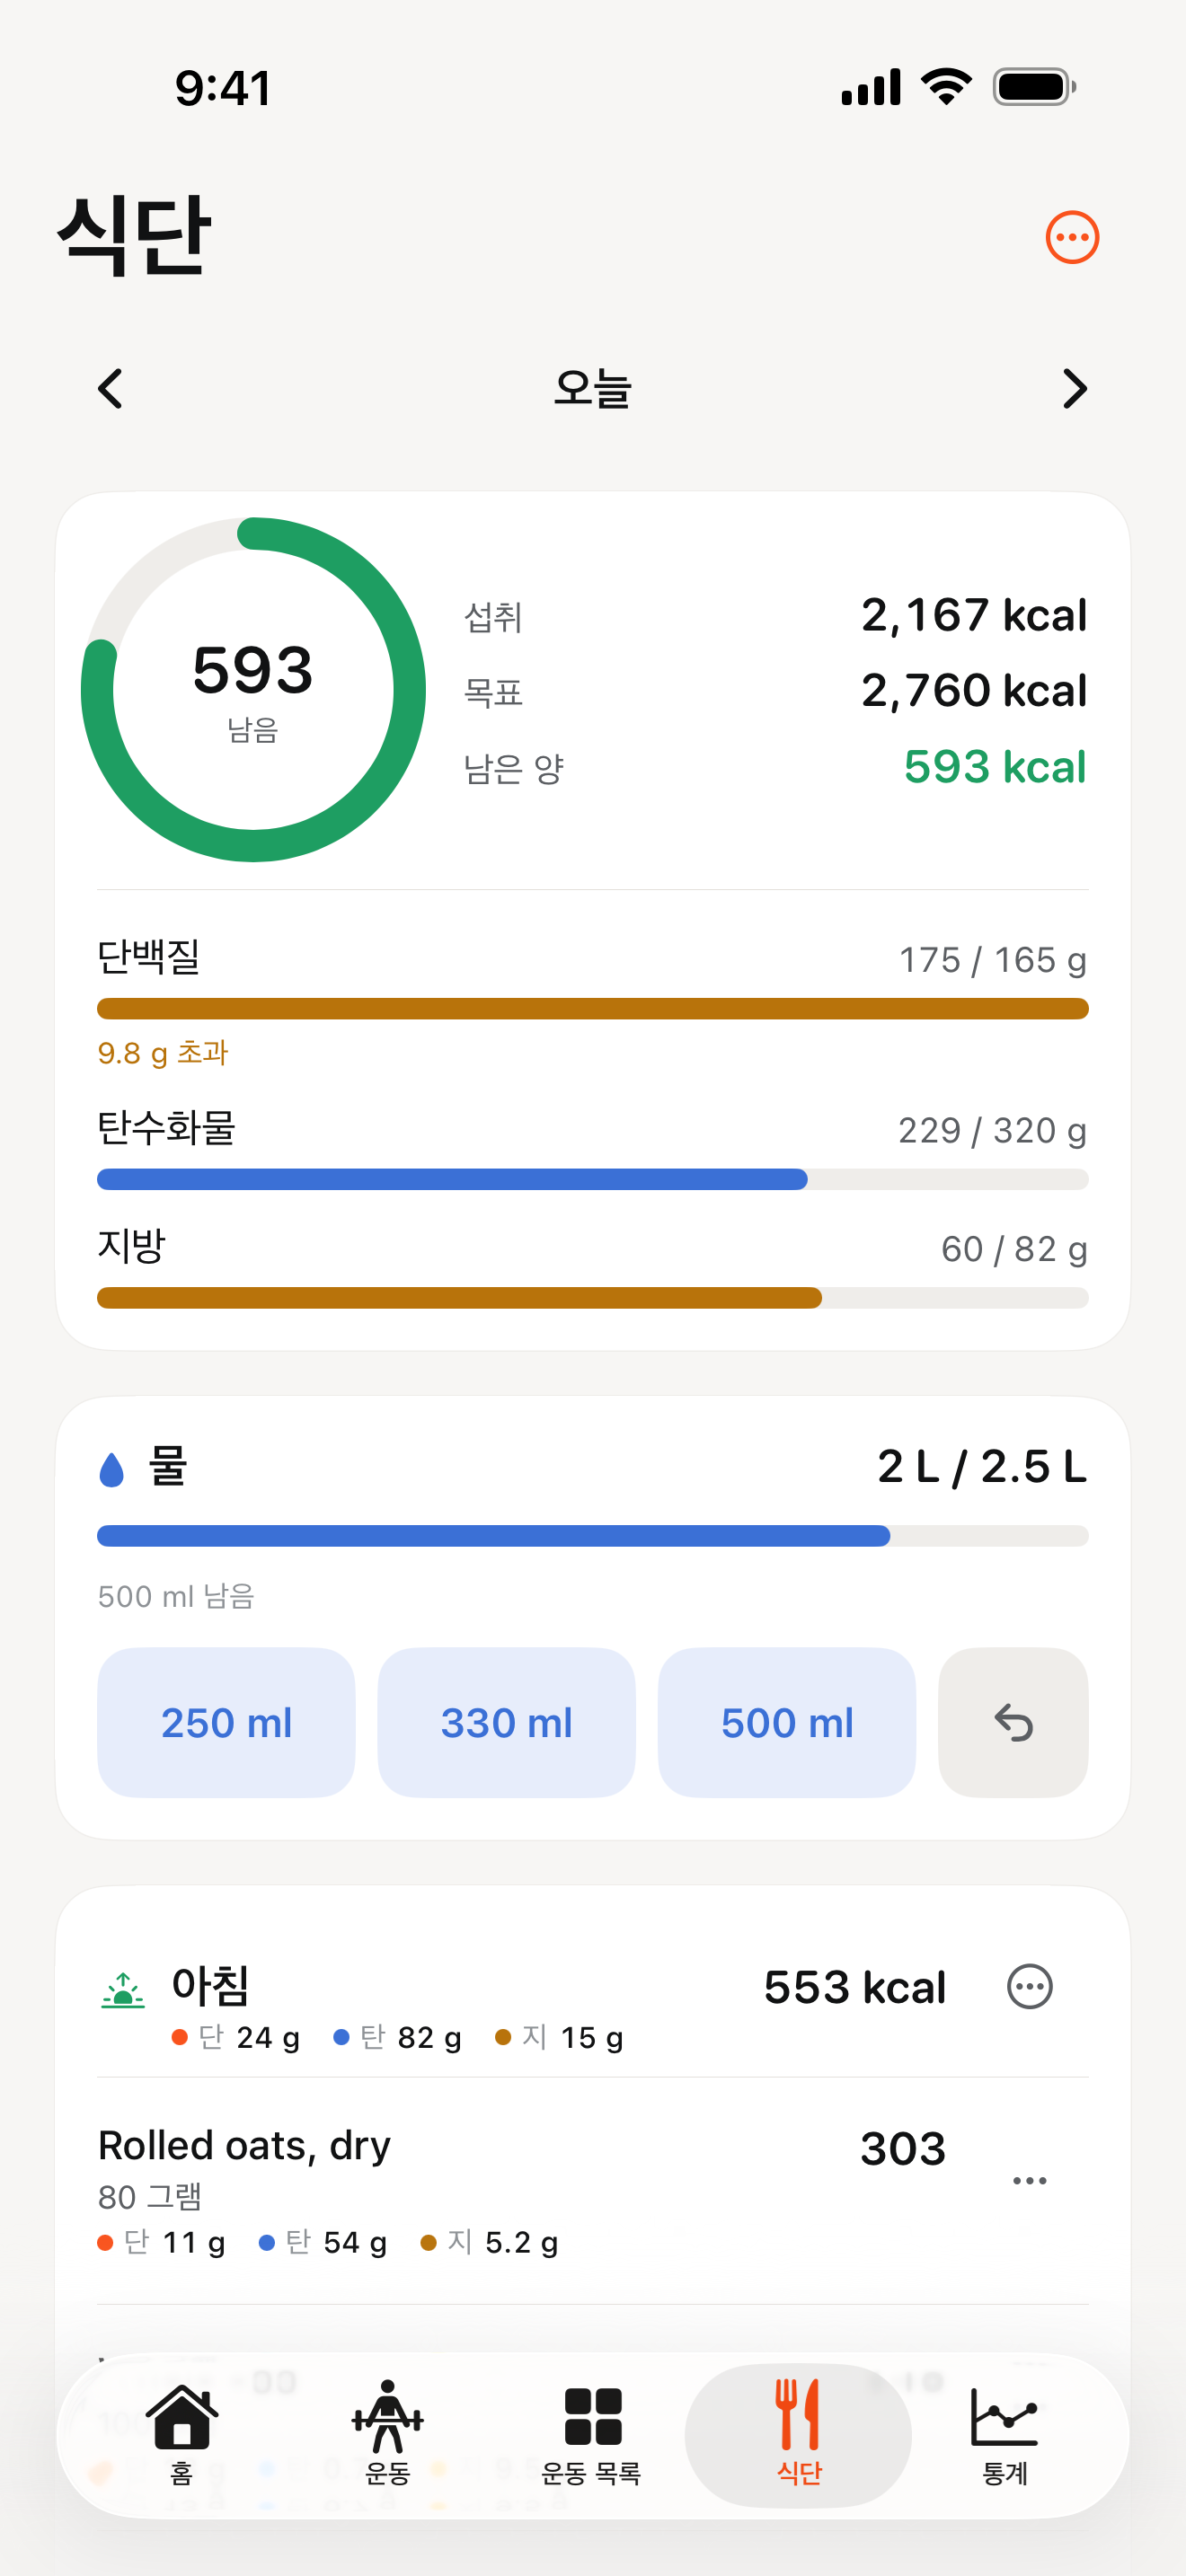 9:41
식단
오늘
593
남음
섭취 2,167 kcal
목표 2,760 kcal
남은 양 593 kcal
단백질 175 / 165 g
9.8 g 초과
탄수화물 229 / 320 g
지방 60 / 82 g
물 2 L / 2.5 L
500 ml 남음
250 ml 330 ml 500 ml
아침 553 kcal
단 24 g 탄 82 g 지 15 g
Rolled oats, dry 303
80 그램
단 11 g 탄 54 g 지 5.2 g
홈 운동 운동 목록 식단 통계